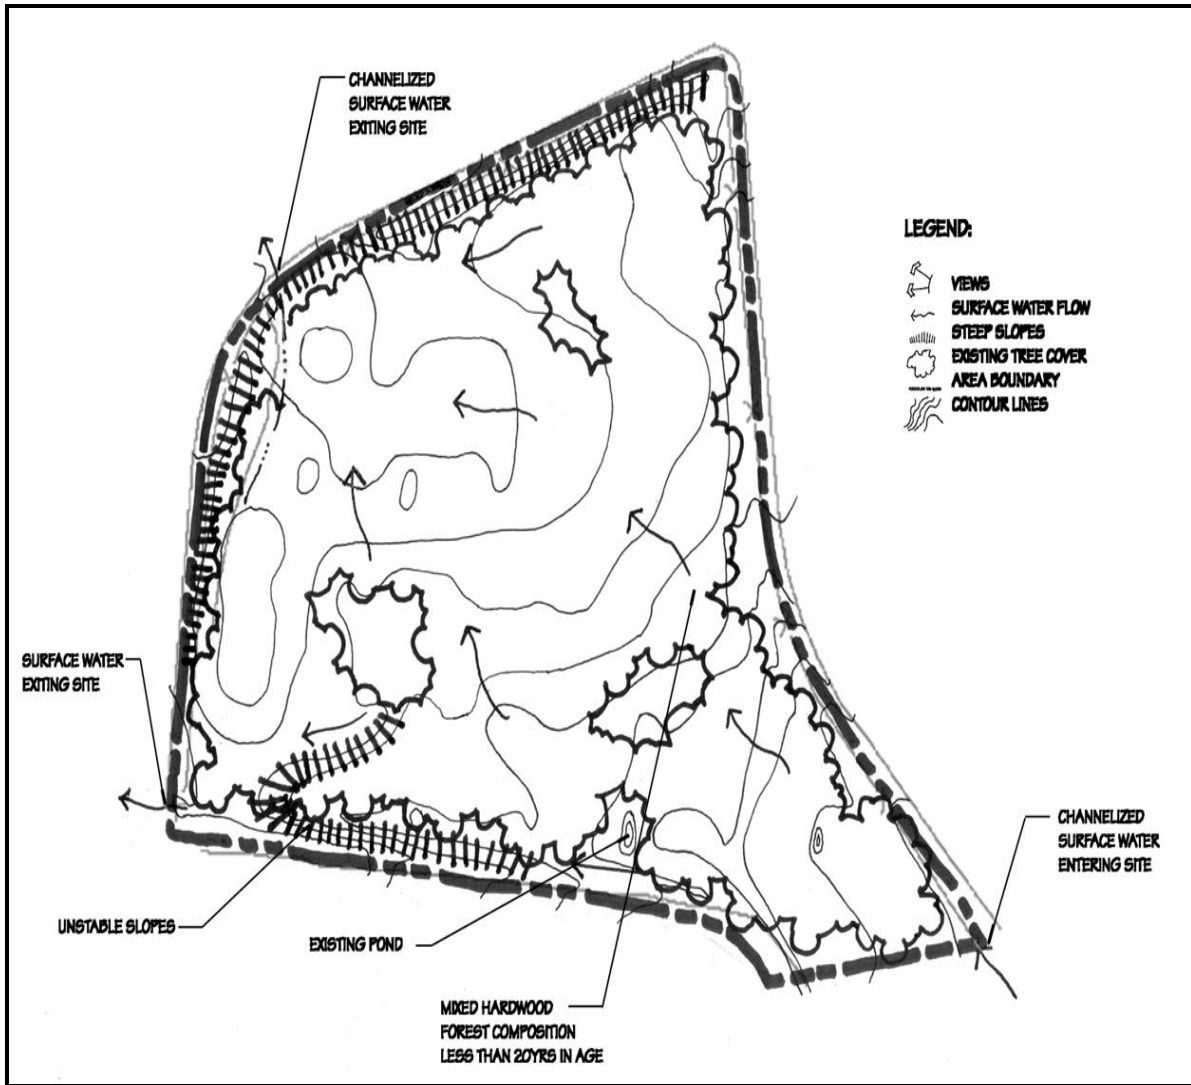 CHANNELIZED
SURFACE WATER
EXITING SITE
LEGEND:
VIEWS
SURFACE WATER FLOW
STEEP SLOPES
EXISTING TREE COVER
AREA BOUNDARY
CONTOUR LINES
SURFACE WATER
EXITING SITE
CHANNELIZED
SURFACE WATER
ENTERING SITE
UNSTABLE SLOPES
EXISTING POND
MIXED HARDWOOD
FOREST COMPOSITION
LESS THAN 20YRS IN AGE